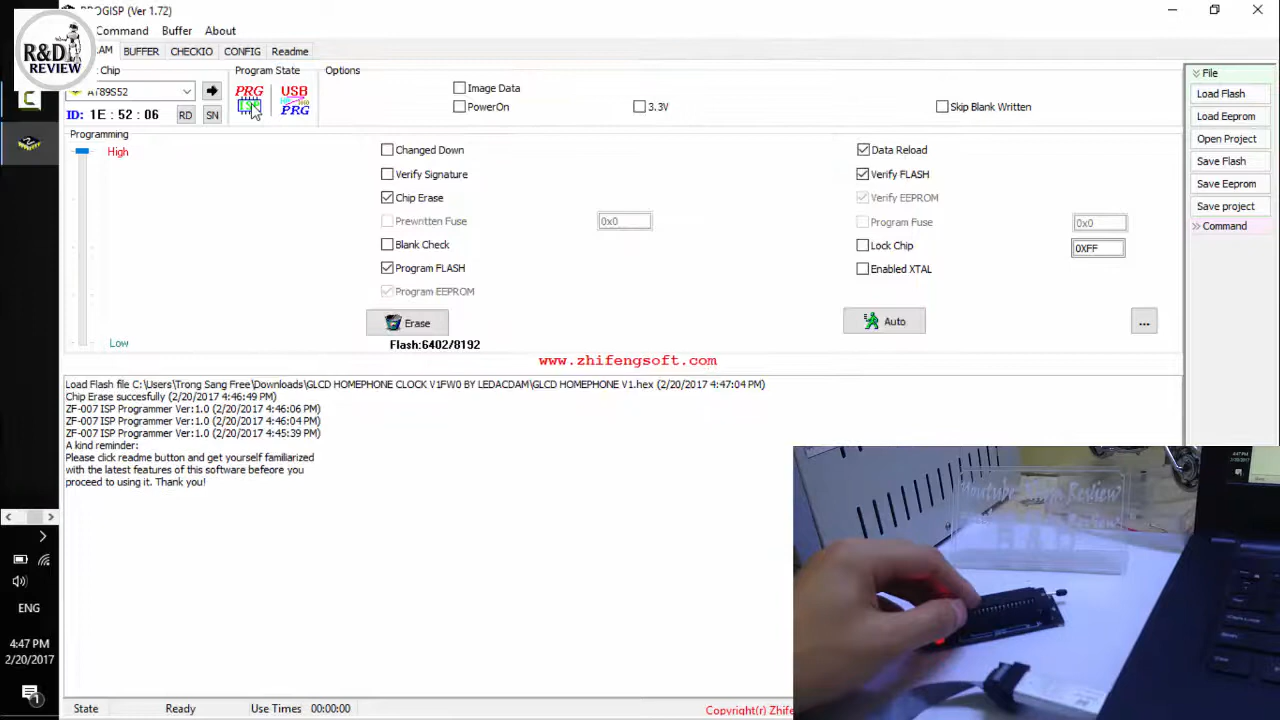 PROGISP (Ver 1.72)
Command Buffer About
R&D
REVIEW
BUFFER CHECKIO CONFIG Readme
Chip
AT89S52
ID: 1E : 52 : 06 RD SN
Program State
PRG
ISP
USB
PRG
Options
Image Data
PowerOn
3.3V
Skip Blank Written
Programming
High
Low
Changed Down
Verify Signature
Chip Erase
Prewritten Fuse 0x0
Blank Check
Program FLASH
Program EEPROM
Erase
Flash:6402/8192
Data Reload
Verify FLASH
Verify EEPROM
Program Fuse 0x0
Lock Chip 0XFF
Enabled XTAL
Auto
...
www.zhifengsoft.com
File
Load Flash
Load Eeprom
Open Project
Save Flash
Save Eeprom
Save project
Command
Load Flash file C:\Users\Trong Sang Free\Downloads\GLCD HOMEPHONE CLOCK V1FW0 BY LEDACDAM\GLCD HOMEPHONE V1.hex (2/20/2017 4:47:04 PM)
Chip Erase succesfully (2/20/2017 4:46:49 PM)
ZF-007 ISP Programmer Ver:1.0 (2/20/2017 4:46:06 PM)
ZF-007 ISP Programmer Ver:1.0 (2/20/2017 4:46:04 PM)
ZF-007 ISP Programmer Ver:1.0 (2/20/2017 4:45:39 PM)
A kind reminder:
Please click readme button and get yourself familiarized
with the latest features of this software befeore you
proceed to using it. Thank you!
ENG
4:47 PM
2/20/2017
1
State Ready Use Times 00:00:00
Copyright(r) Zhife
4:47 PM
2/20/2017
Review
R&D